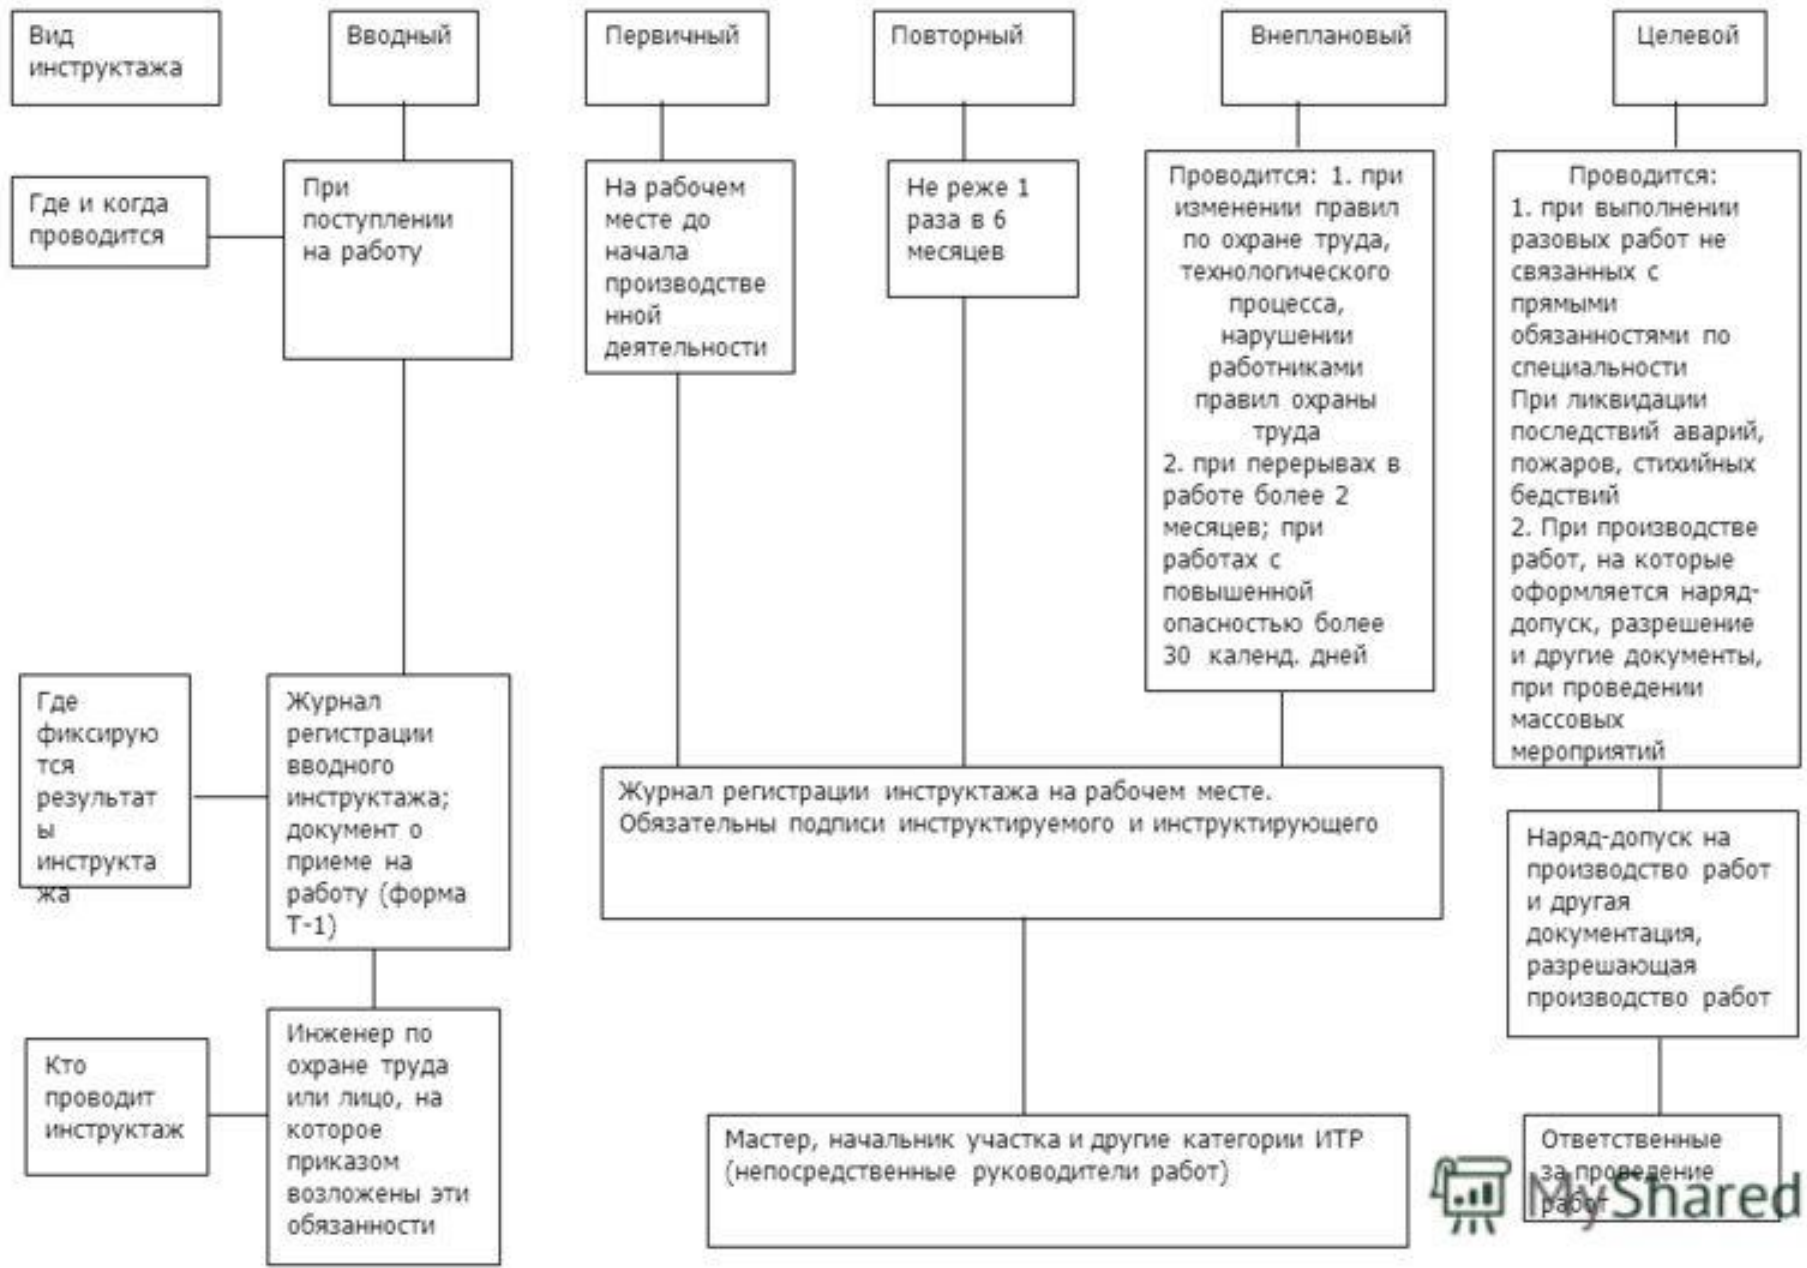 Вид
инструктажа
Вводный
Первичный
Повторный
Внеплановый
Целевой
Где и когда
проводится
При
поступлении
на работу
На рабочем
месте до
начала
производстве
нной
деятельности
Не реже 1
раза в 6
месяцев
Проводится: 1. при
изменении правил
по охране труда,
технологического
процесса,
нарушении
работниками
правил охраны
труда
2. при перерывах в
работе более 2
месяцев; при
работах с
повышенной
опасностью более
30 календ. дней
Проводится:
1. при выполнении
разовых работ не
связанных с
прямыми
обязанностями по
специальности
При ликвидации
последствий аварий,
пожаров, стихийных
бедствий
2. При производстве
работ, на которые
оформляется наряд-
допуск, разрешение
и другие документы,
при проведении
массовых
мероприятий
Где
фиксирую
тся
результат
ы
инструкта
жа
Журнал
регистрации
вводного
инструктажа;
документ о
приеме на
работу (форма
Т-1)
Журнал регистрации инструктажа на рабочем месте.
Обязательны подписи инструктируемого и инструктирующего
Наряд-допуск на
производство работ
и другая
документация,
разрешающая
производство работ
Кто
проводит
инструктаж
Инженер по
охране труда
или лицо, на
которое
приказом
возложены эти
обязанности
Мастер, начальник участка и другие категории ИТР
(непосредственные руководители работ)
Ответственные
за проведение
работ
MyShared